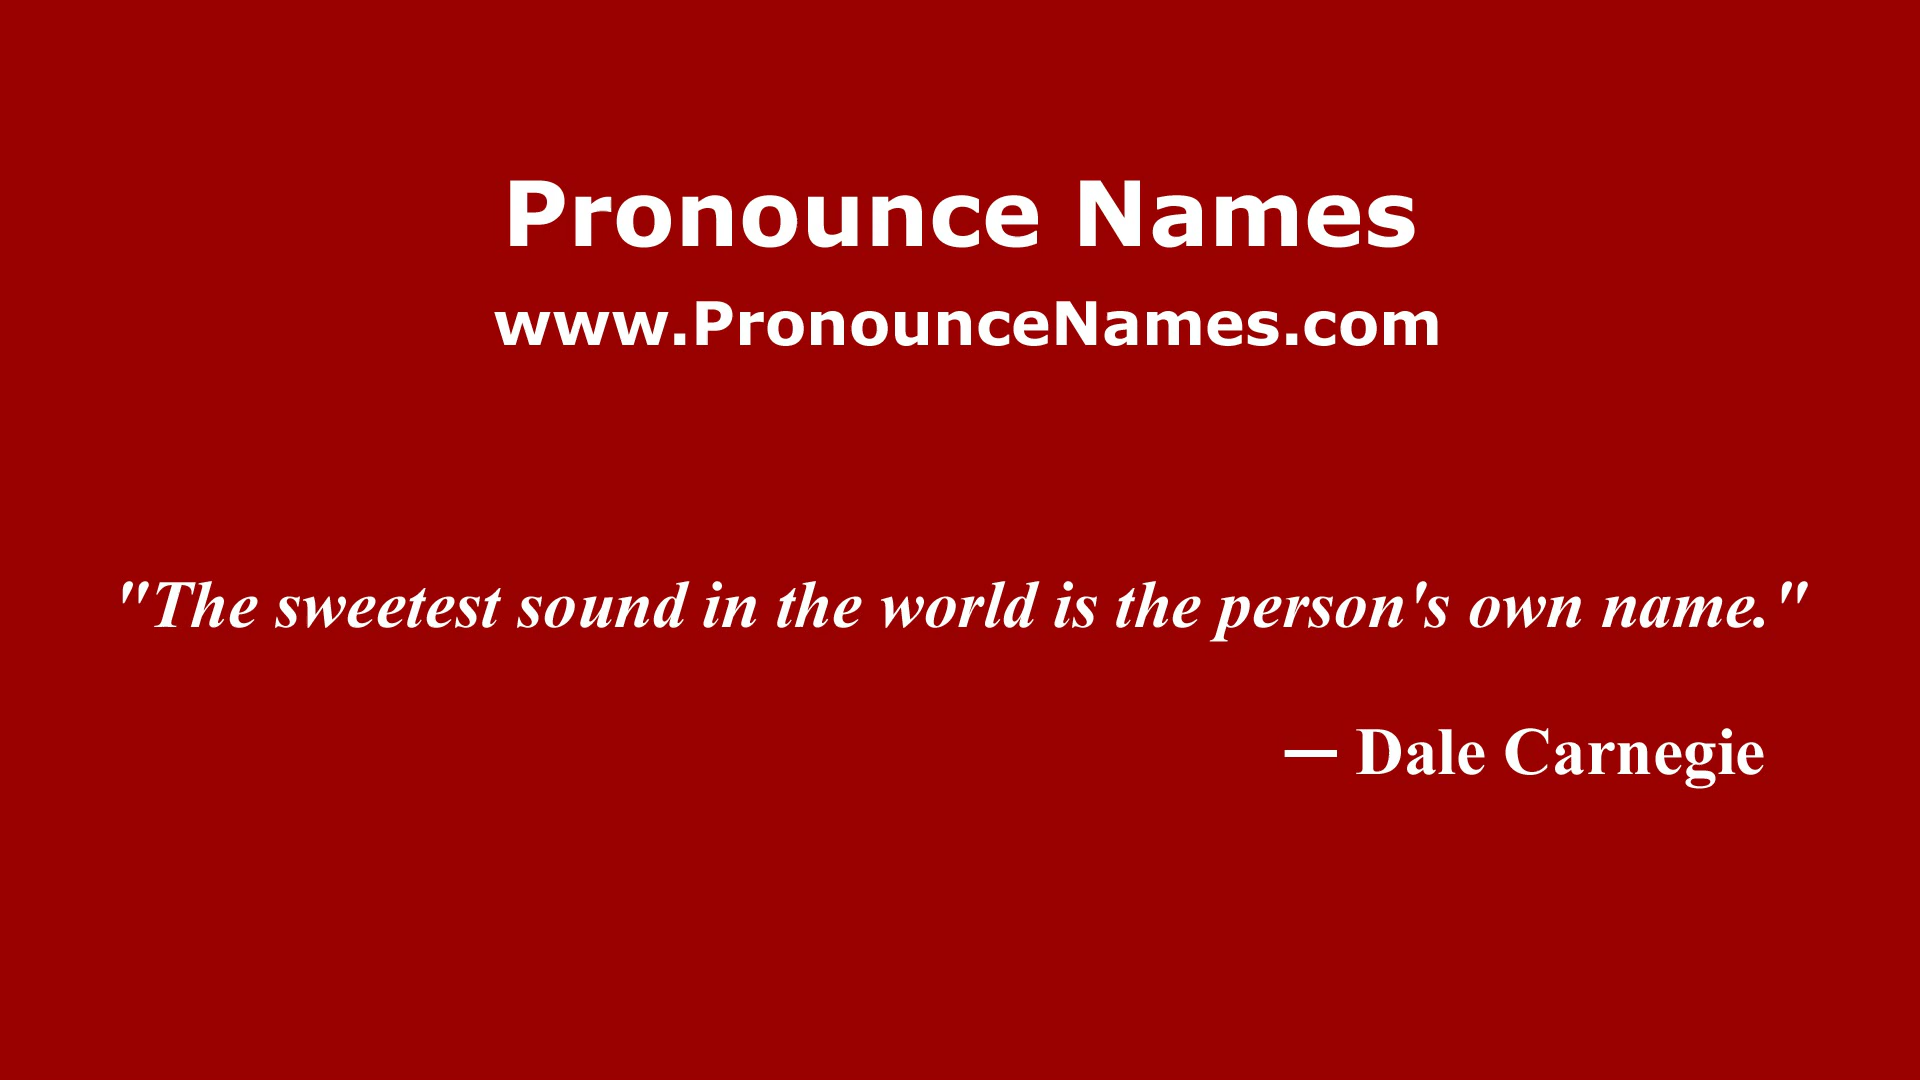 Pronounce Names
www.PronounceNames.com
"The sweetest sound in the world is the person's own name."
— Dale Carnegie